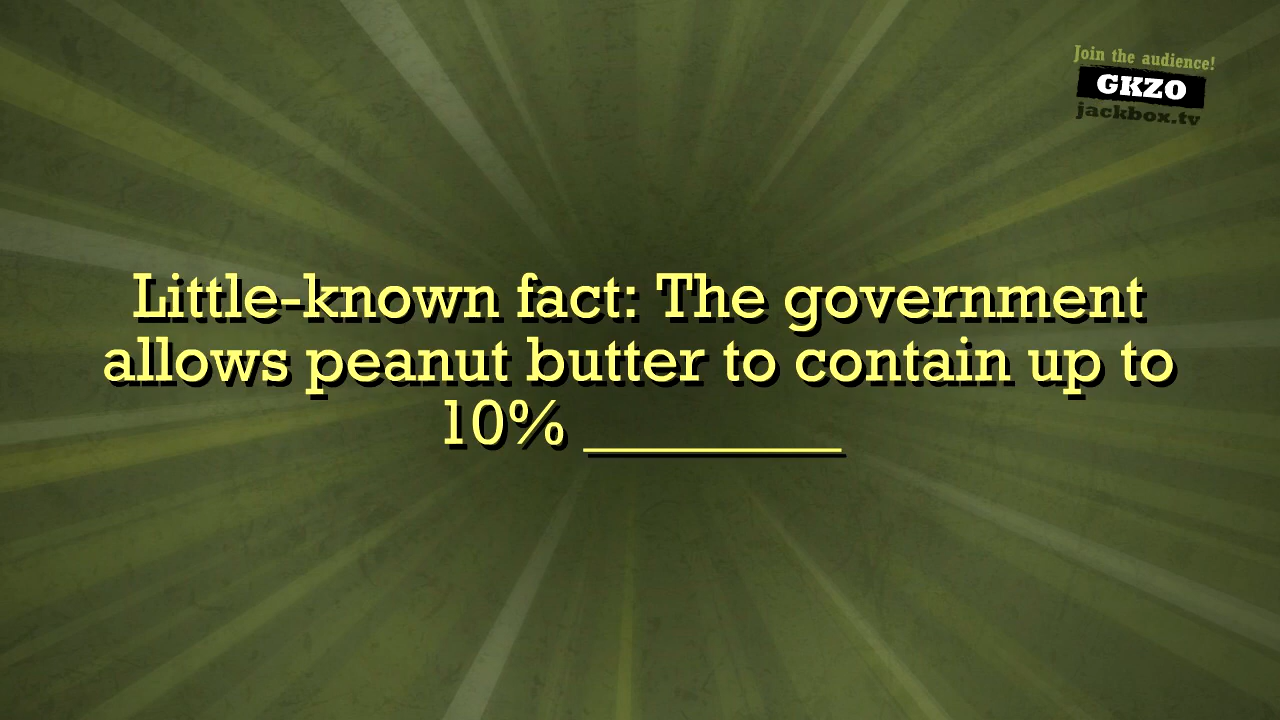 Join the audience!
GKZO
jackbox.tv
Little-known fact: The government
allows peanut butter to contain up to
10% ________